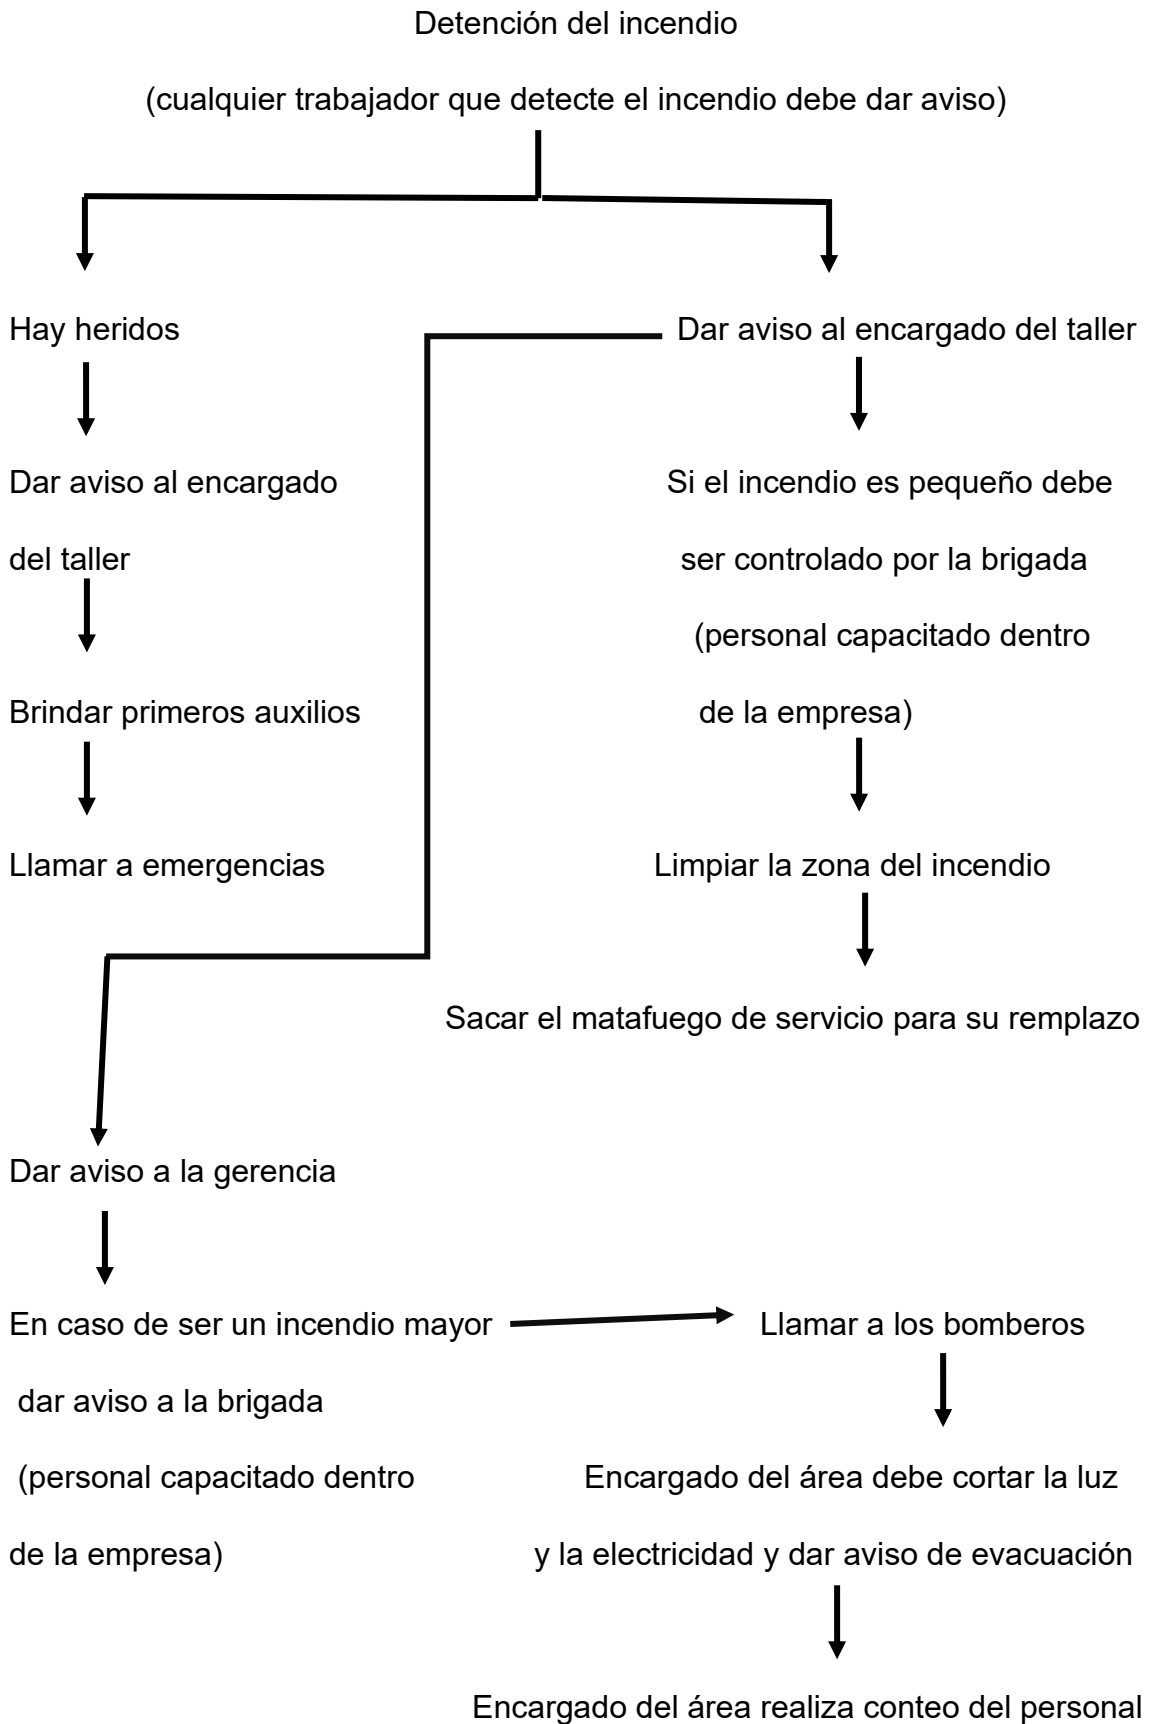 Detención del incendio
(cualquier trabajador que detecte el incendio debe dar aviso)
Hay heridos
Dar aviso al encargado del taller
Dar aviso al encargado
del taller
Si el incendio es pequeño debe
ser controlado por la brigada
(personal capacitado dentro
de la empresa)
Brindar primeros auxilios
Llamar a emergencias
Limpiar la zona del incendio
Sacar el matafuego de servicio para su remplazo
Dar aviso a la gerencia
En caso de ser un incendio mayor
dar aviso a la brigada
(personal capacitado dentro
de la empresa)
Llamar a los bomberos
Encargado del área debe cortar la luz
y la electricidad y dar aviso de evacuación
Encargado del área realiza conteo del personal